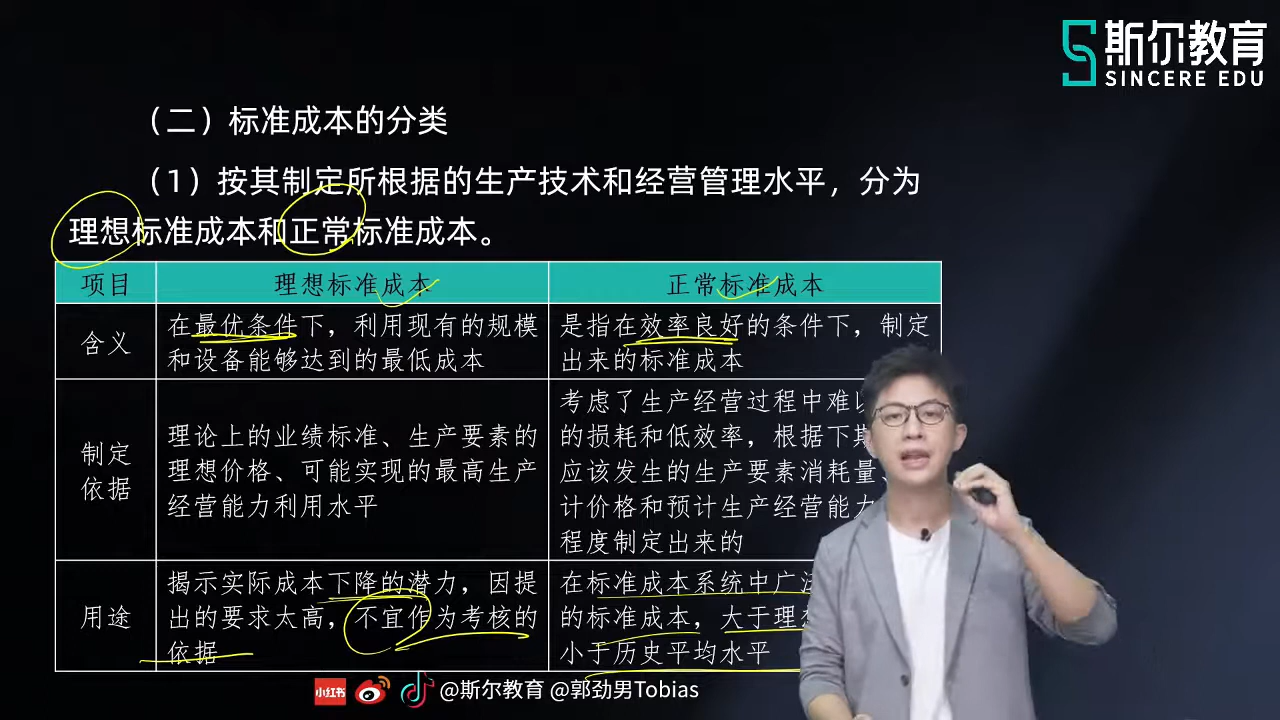 斯尔教育
SINCERE EDU
（二）标准成本的分类
（1）按其制定所根据的生产技术和经营管理水平，分为
理想标准成本和正常标准成本。
项目
理想标准成本
正常标准成本
含义
在最优条件下，利用现有的规模
和设备能够达到的最低成本
是指在效率良好的条件下，制定
出来的标准成本
制定
依据
理论上的业绩标准、生产要素的
理想价格、可能实现的最高生产
经营能力利用水平
考虑了生产经营过程中难以
的损耗和低效率，根据下期
应该发生的生产要素消耗量、
计价格和预计生产经营能力
程度制定出来的
用途
揭示实际成本下降的潜力，因提
出的要求太高，不宜作为考核的
依据
在标准成本系统中广泛
的标准成本，大于理想
小于历史平均水平
小红书
@斯尔教育 @郭劲男Tobias